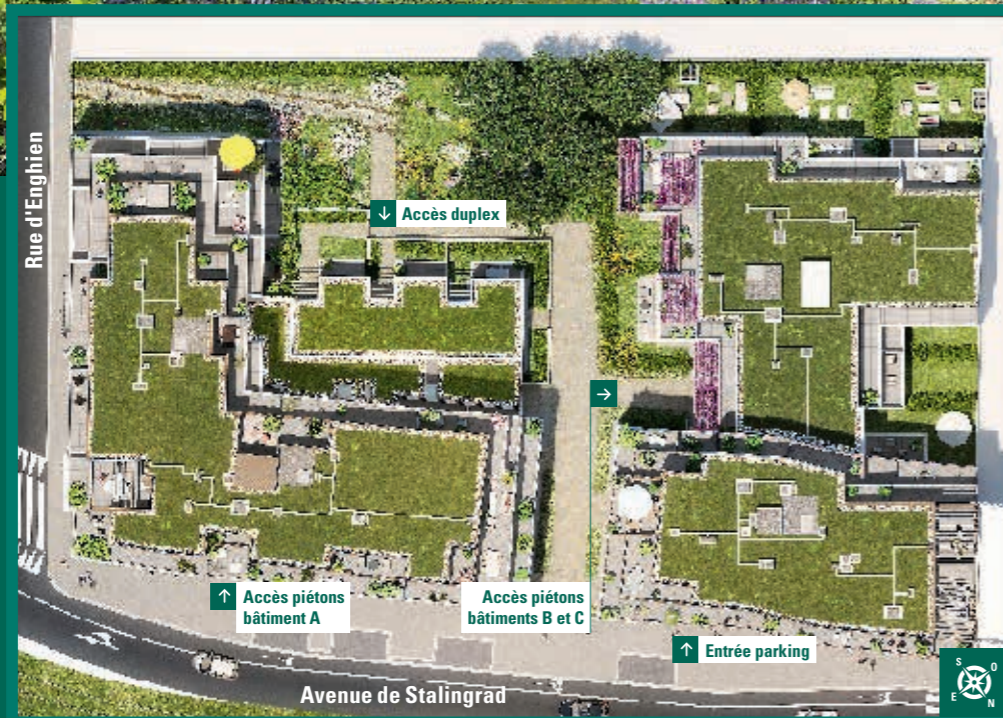 Rue d'Enghien
Accès duplex
Accès piétons
bâtiment A
Accès piétons
bâtiments B et C
Entrée parking
Avenue de Stalingrad
S
O
E
N